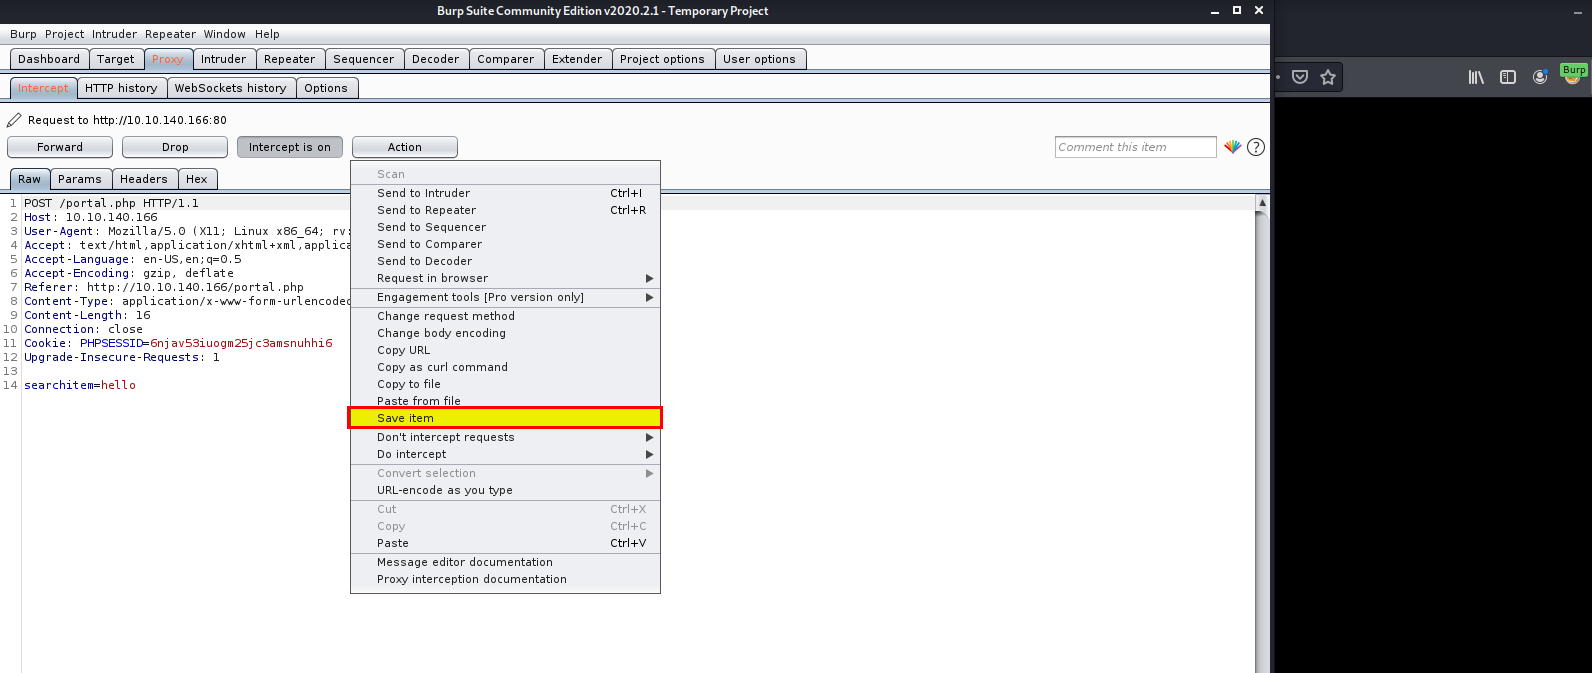 Burp Suite Community Edition v2020.2.1 - Temporary Project
Burp Project Intruder Repeater Window Help
Dashboard Target Proxy Intruder Repeater Sequencer Decoder Comparer Extender Project options User options
Intercept HTTP history WebSockets history Options
Burp
Request to http://10.10.140.166:80
Forward Drop Intercept is on Action Comment this item ?
Raw Params Headers Hex
1 POST /portal.php HTTP/1.1
2 Host: 10.10.140.166
3 User-Agent: Mozilla/5.0 (X11; Linux x86_64; rv:
4 Accept: text/html,application/xhtml+xml,applica
5 Accept-Language: en-US,en;q=0.5
6 Accept-Encoding: gzip, deflate
7 Referer: http://10.10.140.166/portal.php
8 Content-Type: application/x-www-form-urlencoded
9 Content-Length: 16
10 Connection: close
11 Cookie: PHPSESSID=6njav53iuogm25jc3amsnuhhi6
12 Upgrade-Insecure-Requests: 1
13
14 searchitem=hello
Scan
Send to Intruder Ctrl+I
Send to Repeater Ctrl+R
Send to Sequencer
Send to Comparer
Send to Decoder
Request in browser
Engagement tools [Pro version only]
Change request method
Change body encoding
Copy URL
Copy as curl command
Copy to file
Paste from file
Save item
Don't intercept requests
Do intercept
Convert selection
URL-encode as you type
Cut Ctrl+X
Copy Ctrl+C
Paste Ctrl+V
Message editor documentation
Proxy interception documentation